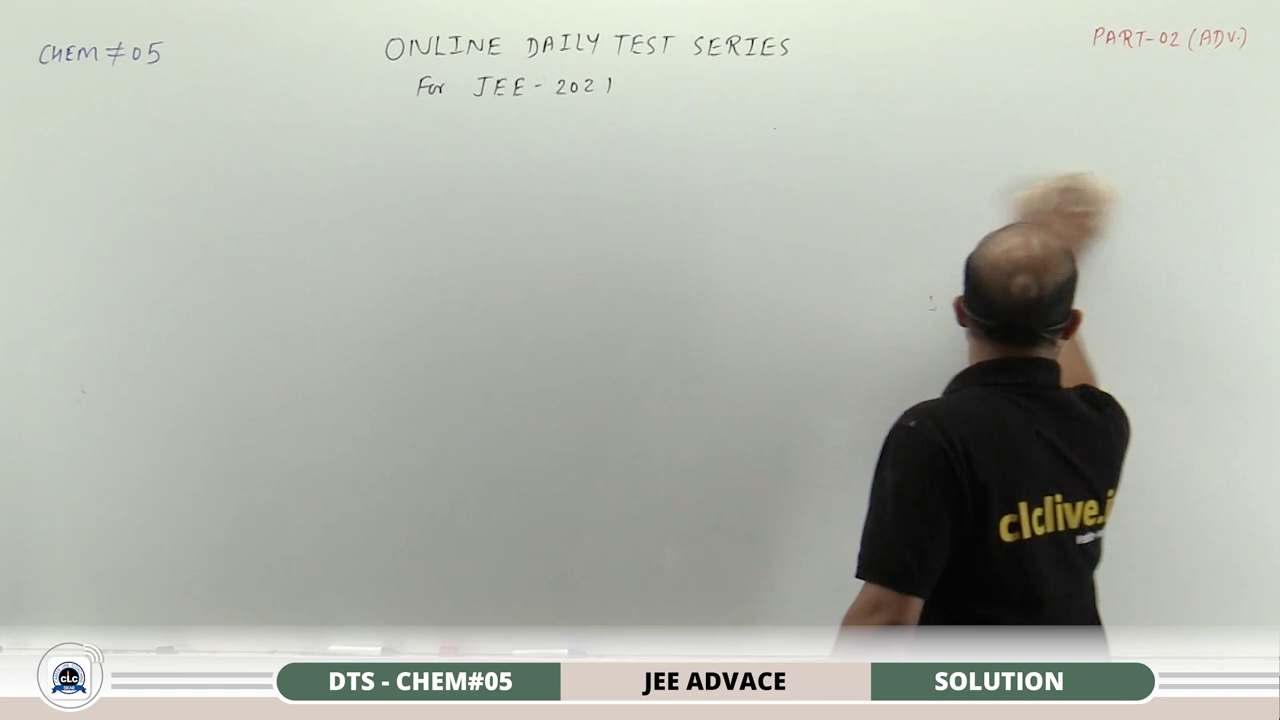 CHEM # 05
ONLINE DAILY TEST SERIES
For JEE - 2021
PART-02 (ADV.)
clclive.i
CLC
DTS - CHEM#05
JEE ADVACE
SOLUTION